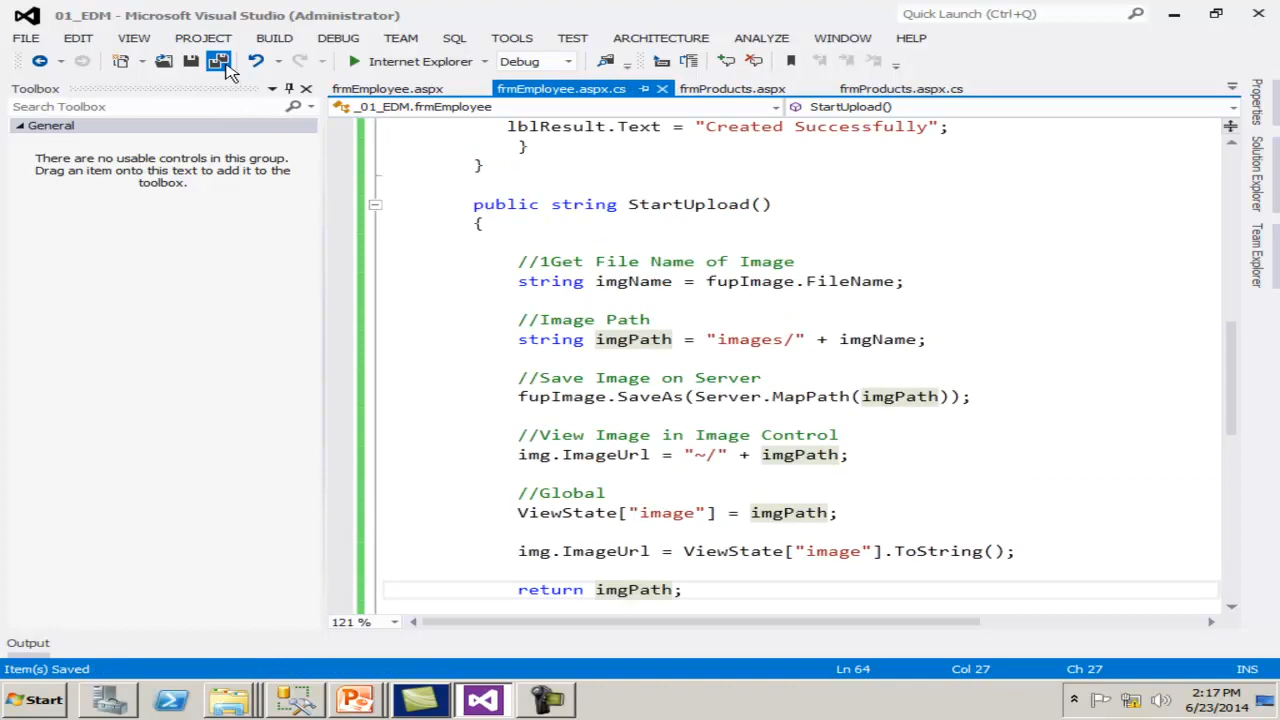 01_EDM - Microsoft Visual Studio (Administrator)
Quick Launch (Ctrl+Q)
FILE EDIT VIEW PROJECT BUILD DEBUG TEAM SQL TOOLS TEST ARCHITECTURE ANALYZE WINDOW HELP
Internet Explorer Debug
Toolbox
frmEmployee.aspx frmEmployee.aspx.cs frmProducts.aspx frmProducts.aspx.cs
Search Toolbox
_01_EDM.frmEmployee StartUpload()
General
There are no usable controls in this group.
Drag an item onto this text to add it to the
toolbox.
lblResult.Text = "Created Successfully";
}
}
public string StartUpload()
{
//1Get File Name of Image
string imgName = fupImage.FileName;
//Image Path
string imgPath = "images/" + imgName;
//Save Image on Server
fupImage.SaveAs(Server.MapPath(imgPath));
//View Image in Image Control
img.ImageUrl = "~/" + imgPath;
//Global
ViewState["image"] = imgPath;
img.ImageUrl = ViewState["image"].ToString();
return imgPath;
Properties
Solution Explorer
Team Explorer
121 %
Output
Item(s) Saved Ln 64 Col 27 Ch 27 INS
Start
2:17 PM
6/23/2014